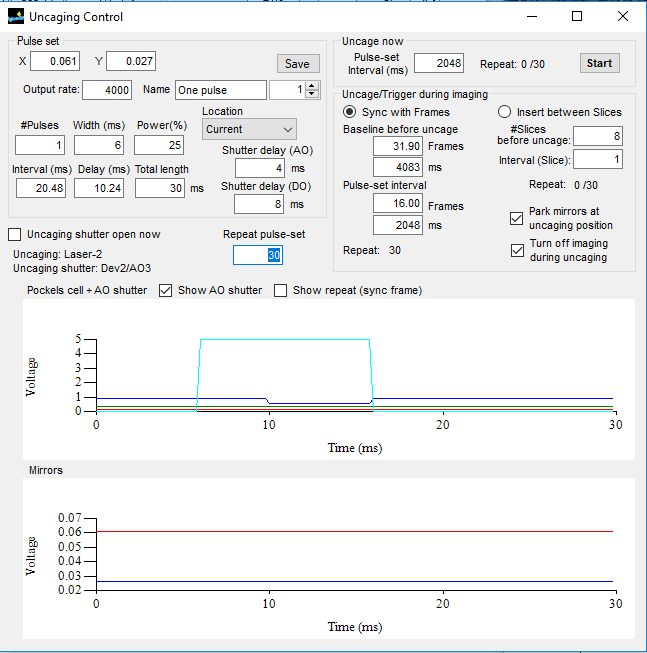 Uncaging Control
Pulse set
X 0.061 Y 0.027 Save
Output rate: 4000 Name One pulse 1
Location
#Pulses Width (ms) Power(%) Current
1 6 25
Shutter delay (AO)
4 ms
Interval (ms) Delay (ms) Total length
20.48 10.24 30 ms
Shutter delay (DO)
8 ms
Uncaging shutter open now
Repeat pulse-set
30
Uncaging: Laser-2
Uncaging shutter: Dev2/AO3
Uncage now
Pulse-set
Interval (ms) 2048 Repeat: 0 /30 Start
Uncage/Trigger during imaging
Sync with Frames Insert between Slices
Baseline before uncage
31.90 Frames
4083 ms
Pulse-set interval
16.00 Frames
2048 ms
Repeat: 30
#Slices
before uncage: 8
Interval (Slice): 1
Repeat: 0 /30
Park mirrors at
uncaging position
Turn off imaging
during uncaging
Pockels cell + AO shutter Show AO shutter Show repeat (sync frame)
Voltage
5
4
3
2
1
0
0 10 20 30
Time (ms)
Mirrors
Voltage
0.07
0.06
0.05
0.04
0.03
0.02
0 10 20 30
Time (ms)